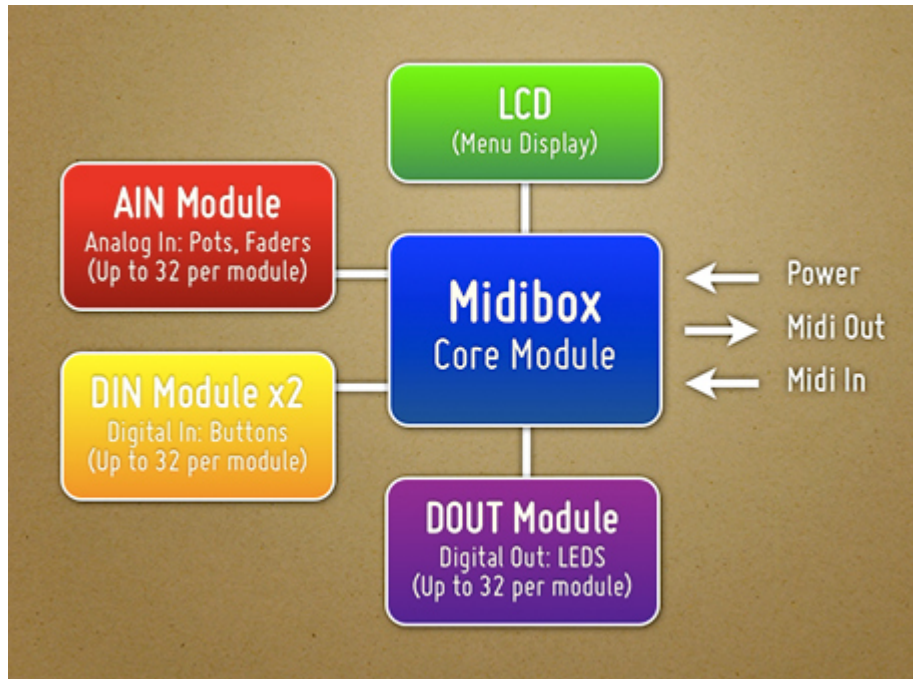 LCD
(Menu Display)
AIN Module
Analog In: Pots, Faders
(Up to 32 per module)
Midibox
Core Module
Power
Midi Out
Midi In
DIN Module x2
Digital In: Buttons
(Up to 32 per module)
DOUT Module
Digital Out: LEDS
(Up to 32 per module)